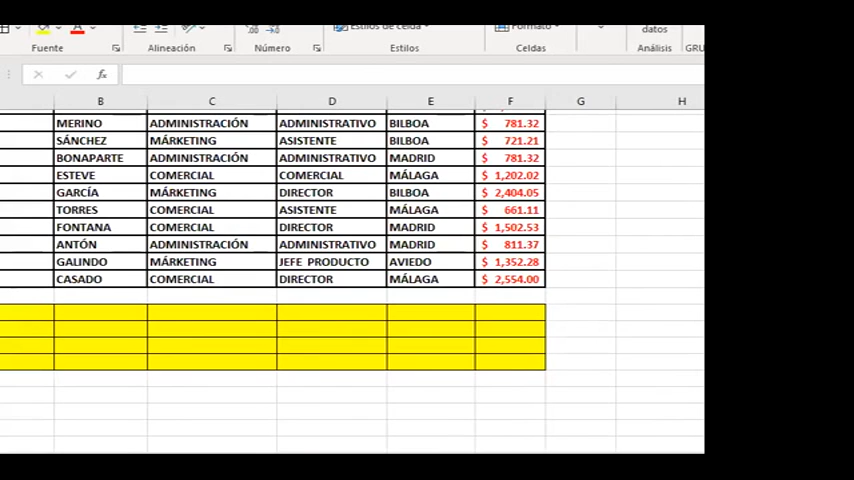 Estilos de celda Formato datos
Fuente Alineación Número Estilos Celdas Análisis GRU
fx
B C D E F G H
MERINO ADMINISTRACIÓN ADMINISTRATIVO BILBOA $ 781.32
SÁNCHEZ MÁRKETING ASISTENTE BILBOA $ 721.21
BONAPARTE ADMINISTRACIÓN ADMINISTRATIVO MADRID $ 781.32
ESTEVE COMERCIAL COMERCIAL MÁLAGA $ 1,202.02
GARCÍA MÁRKETING DIRECTOR BILBOA $ 2,404.05
TORRES COMERCIAL ASISTENTE MÁLAGA $ 661.11
FONTANA COMERCIAL DIRECTOR MADRID $ 1,502.53
ANTÓN ADMINISTRACIÓN ADMINISTRATIVO MADRID $ 811.37
GALINDO MÁRKETING JEFE PRODUCTO AVIEDO $ 1,352.28
CASADO COMERCIAL DIRECTOR MÁLAGA $ 2,554.00